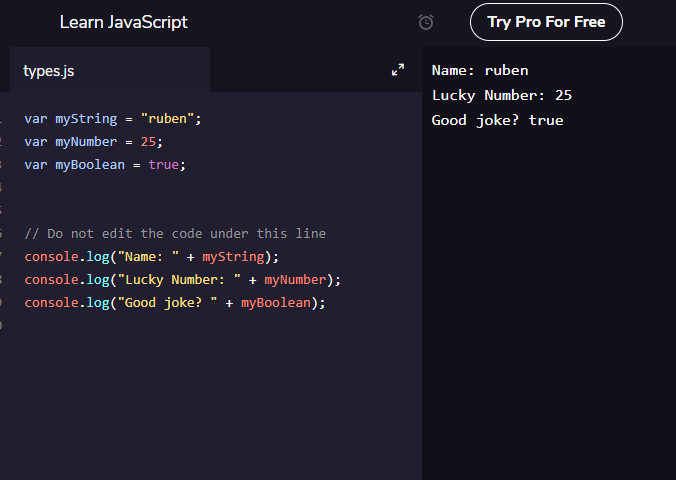 Learn JavaScript
Try Pro For Free
types.js
var myString = "ruben";
var myNumber = 25;
var myBoolean = true;
// Do not edit the code under this line
console.log("Name: " + myString);
console.log("Lucky Number: " + myNumber);
console.log("Good joke? " + myBoolean);
Name: ruben
Lucky Number: 25
Good joke? true